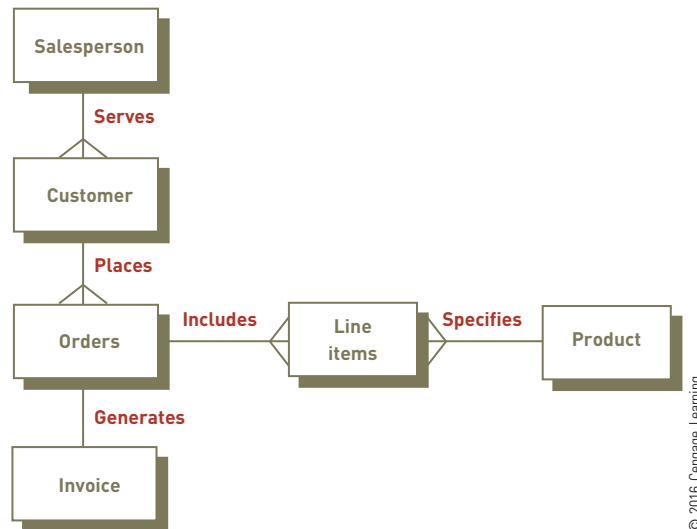 Salesperson
Serves
Customer
Places
Orders
Includes
Line
items
Specifies
Product
Generates
Invoice
© 2016 Cengage Learning